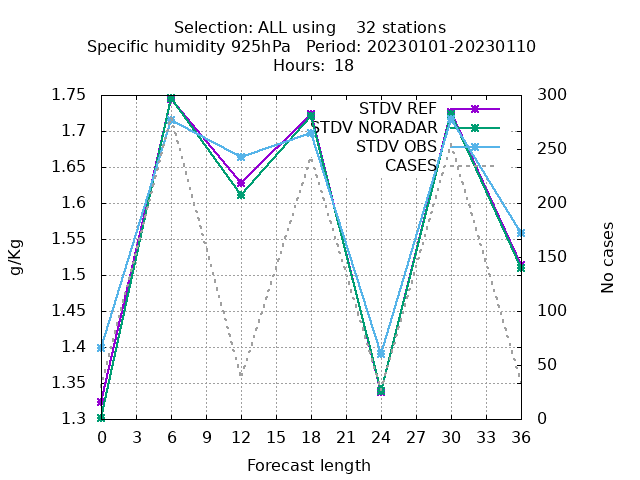 Selection: ALL using    32 stations
Specific humidity 925hPa   Period: 20230101-20230110
Hours:  18
STDV REF
STDV NORADAR
STDV OBS
CASES
1.75
1.7
1.65
1.6
1.55
1.5
1.45
1.4
1.35
1.3
g/Kg
300
250
200
150
100
50
0
No cases
0 3 6 9 12 15 18 21 24 27 30 33 36
Forecast length